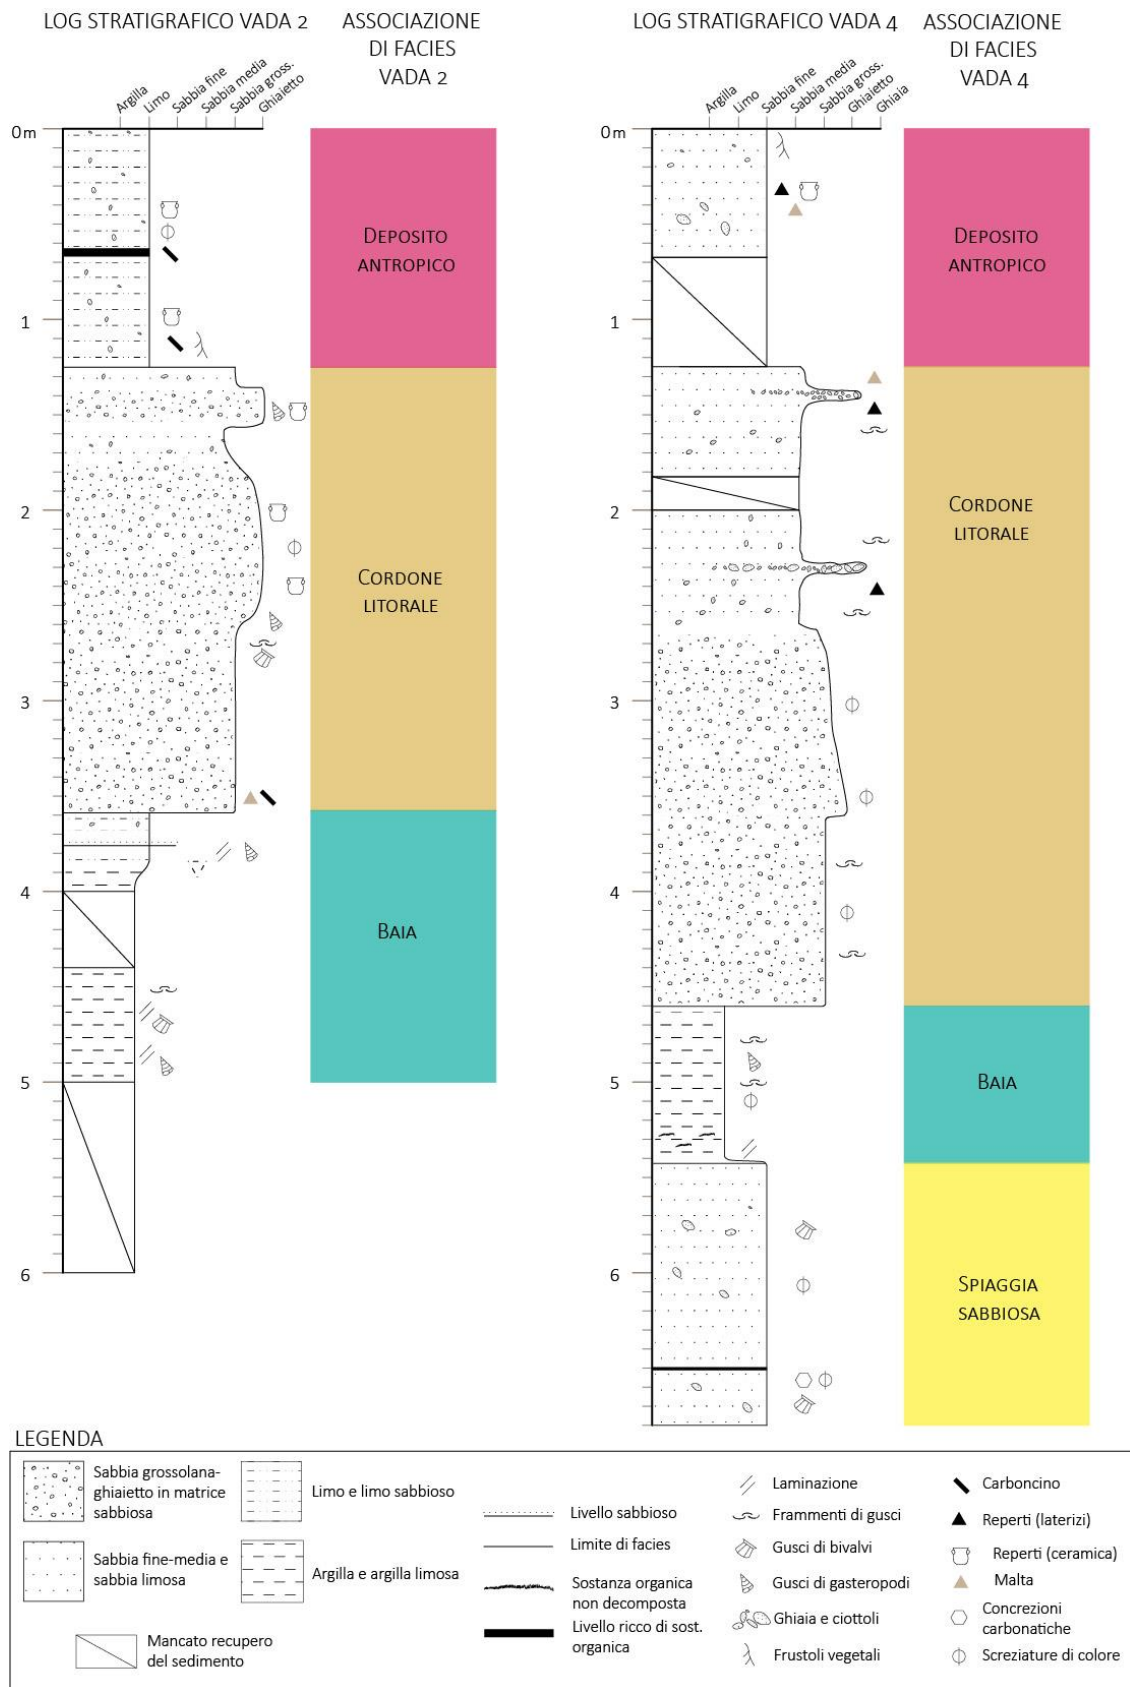 LOG STRATIGRAFICO VADA 2
ASSOCIAZIONE
DI FACIES
VADA 2
Argilla
Limo
Sabbia fine
Sabbia media
Sabbia gross.
Ghiaietto
0m
1
2
3
4
5
6
DEPOSITO
ANTROPICO
CORDONE
LITORALE
BAIA
LOG STRATIGRAFICO VADA 4
ASSOCIAZIONE
DI FACIES
VADA 4
Argilla
Limo
Sabbia fine
Sabbia media
Sabbia gross.
Ghiaietto
Ghiaia
0m
1
2
3
4
5
6
DEPOSITO
ANTROPICO
CORDONE
LITORALE
BAIA
SPIAGGIA
SABBIOSA
LEGENDA
Sabbia grossolana-
ghiaietto in matrice
sabbiosa
Sabbia fine-media e
sabbia limosa
Mancato recupero
del sedimento
Limo e limo sabbioso
Argilla e argilla limosa
Livello sabbioso
Limite di facies
Sostanza organica
non decomposta
Livello ricco di sost.
organica
Laminazione
Frammenti di gusci
Gusci di bivalvi
Gusci di gasteropodi
Ghiaia e ciottoli
Frustoli vegetali
Carboncino
Reperti (laterizi)
Reperti (ceramica)
Malta
Concrezioni
carbonatiche
Screziature di colore